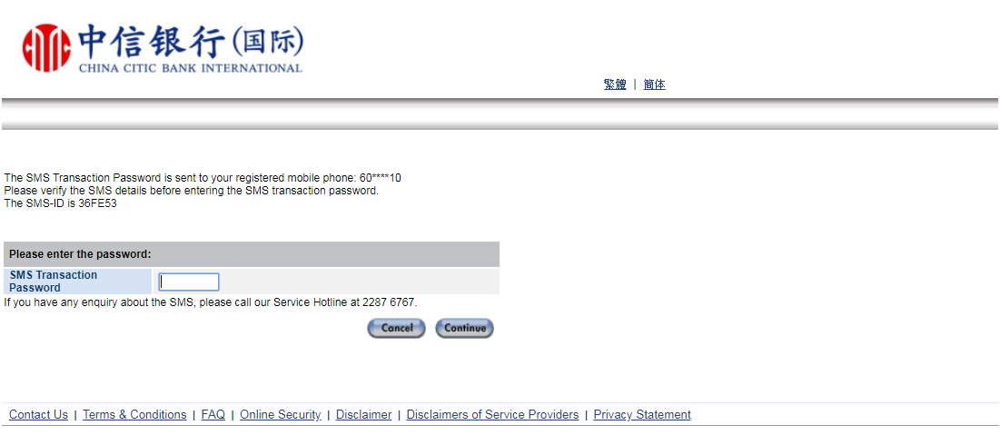 中信银行(国际)
CHINA CITIC BANK INTERNATIONAL
繁體 | 简体
The SMS Transaction Password is sent to your registered mobile phone: 60****10
Please verify the SMS details before entering the SMS transaction password.
The SMS-ID is 36FE53
Please enter the password:
SMS Transaction
Password
If you have any enquiry about the SMS, please call our Service Hotline at 2287 6767.
Cancel Continue
Contact Us | Terms & Conditions | FAQ | Online Security | Disclaimer | Disclaimers of Service Providers | Privacy Statement